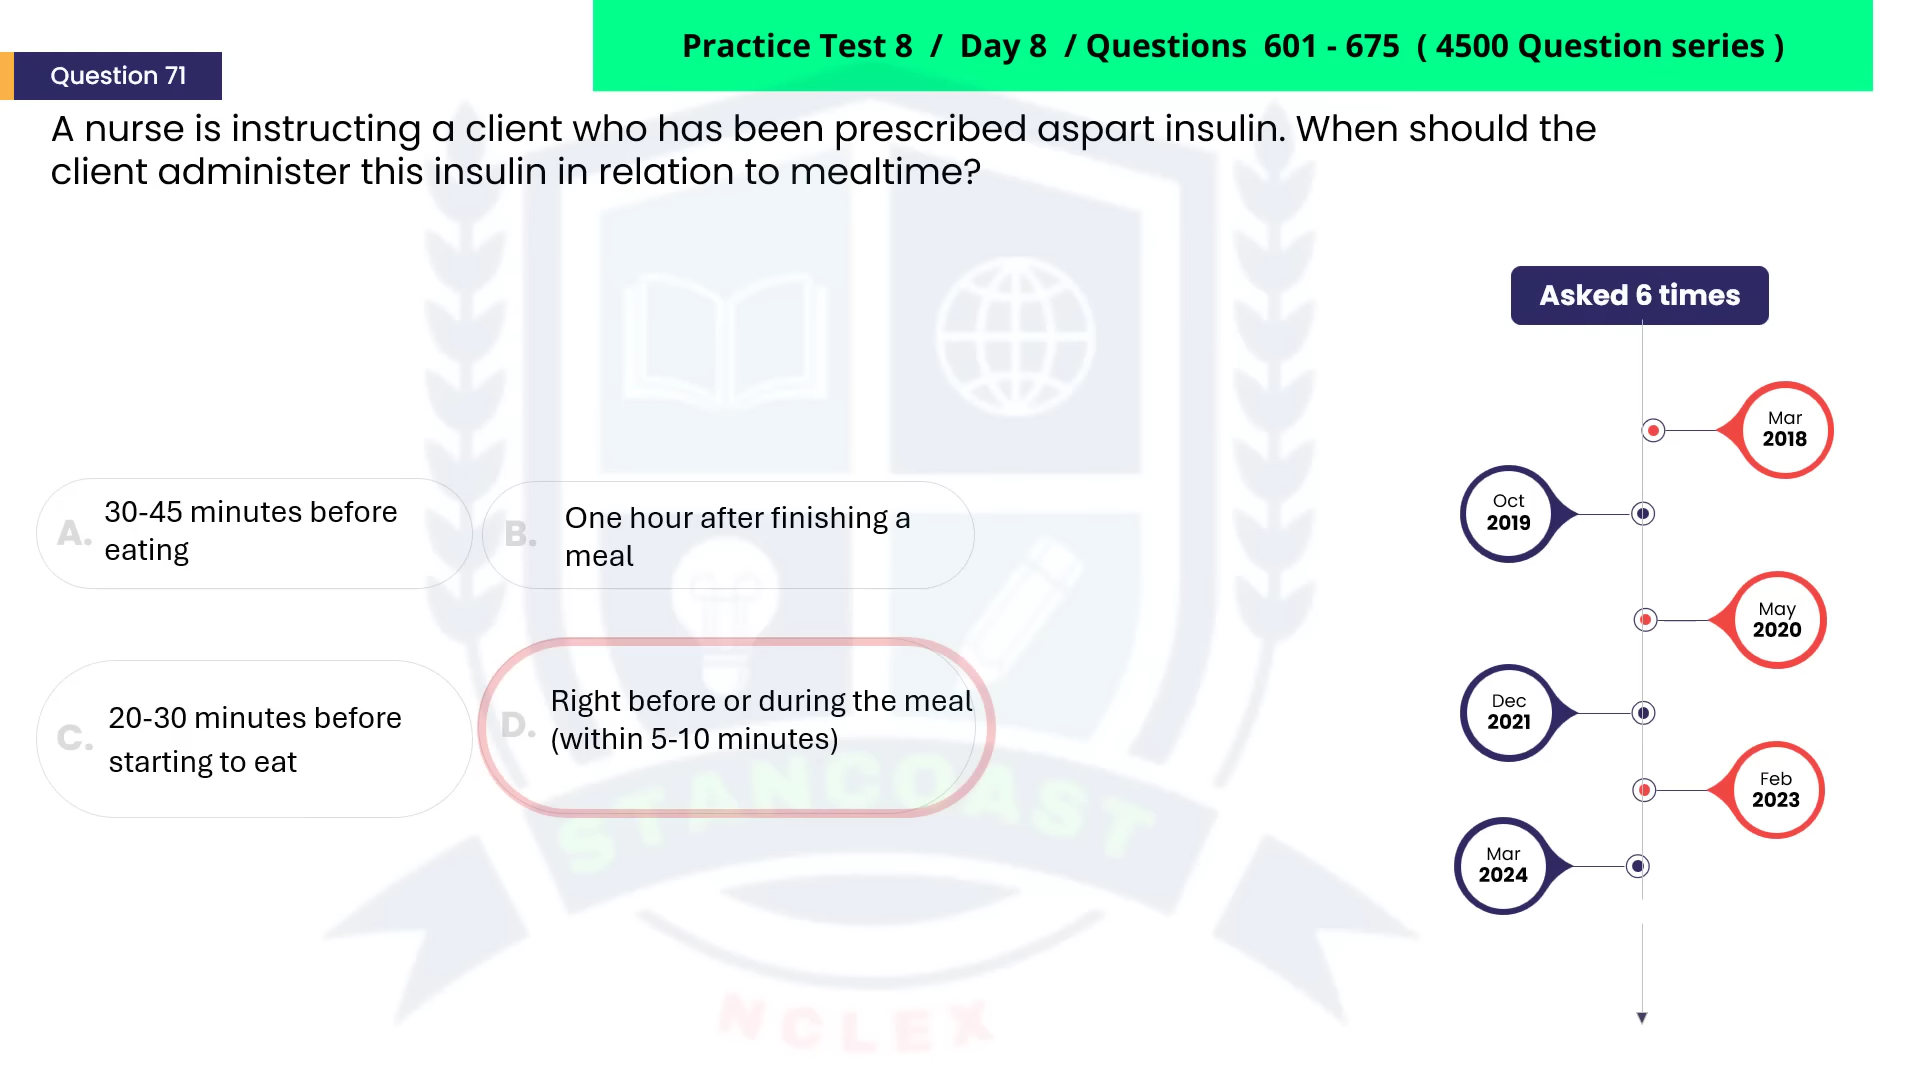 Practice Test 8 / Day 8 / Questions 601 - 675 ( 4500 Question series )
Question 71
A nurse is instructing a client who has been prescribed aspart insulin. When should the
client administer this insulin in relation to mealtime?
Asked 6 times
Mar
2018
Oct
2019
May
2020
Dec
2021
Feb
2023
Mar
2024
A. 30-45 minutes before
eating
B. One hour after finishing a
meal
C. 20-30 minutes before
starting to eat
D. Right before or during the meal
(within 5-10 minutes)
STANCOAST
NCLEX